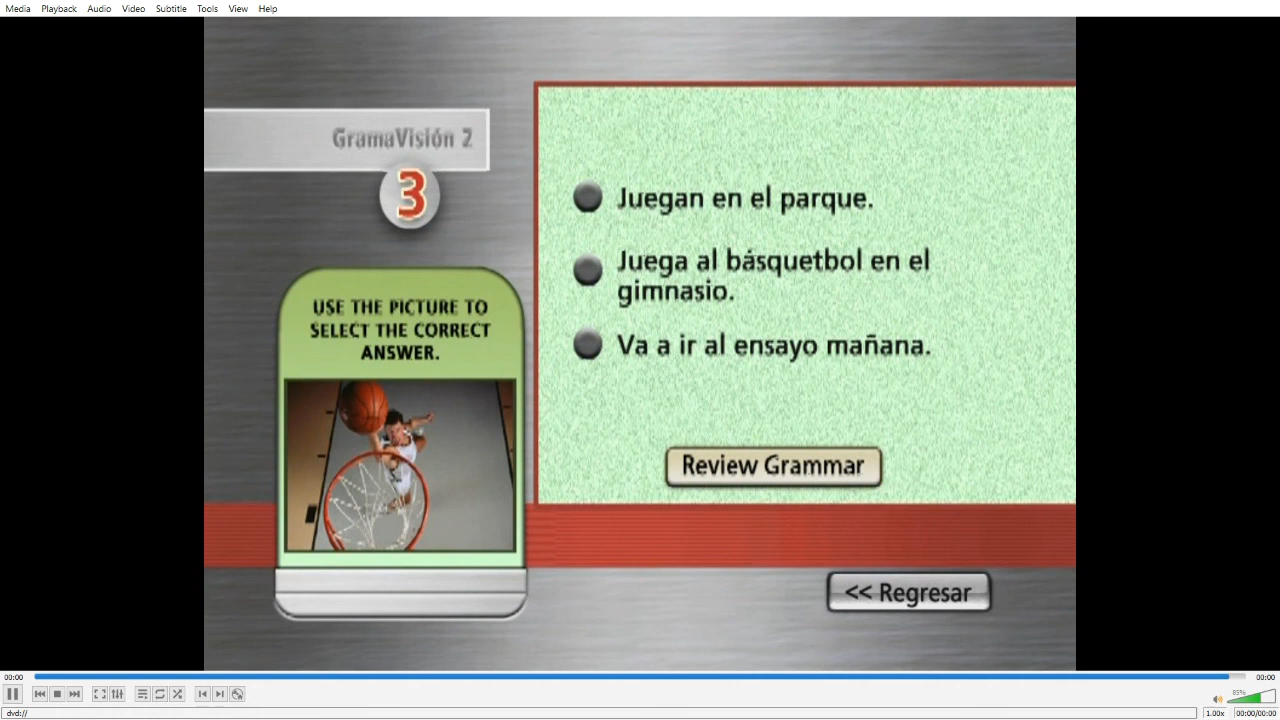 Media Playback Audio Video Subtitle Tools View Help
GramaVisión 2
3
USE THE PICTURE TO
SELECT THE CORRECT
ANSWER.
Juegan en el parque.
Juega al básquetbol en el
gimnasio.
Va a ir al ensayo mañana.
Review Grammar
<< Regresar
00:00 00:00
85%
dvd:// 1.00x 00:00/00:00